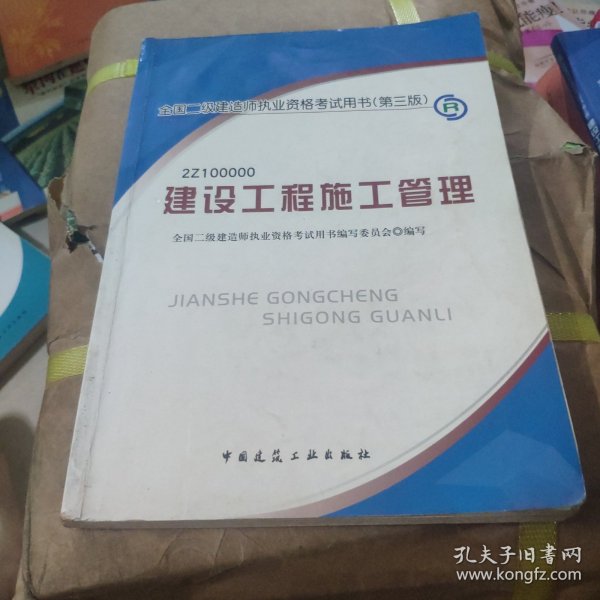 全国二级建造师执业资格考试用书(第三版)
R
2Z100000
建设工程施工管理
全国二级建造师执业资格考试用书编写委员会◎编写
JIANSHE GONGCHENG
SHIGONG GUANLI
中国建筑工业出版社
孔夫子旧书网
www.kongfz.com